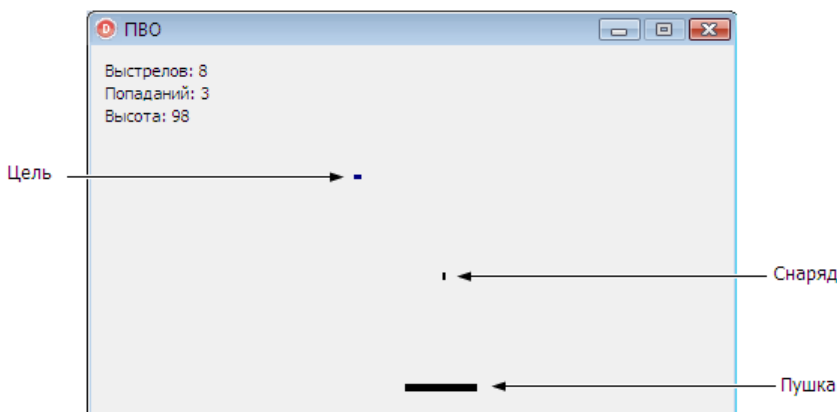 ПВО
Выстрелов: 8
Попаданий: 3
Высота: 98
Цель
Снаряд
Пушка